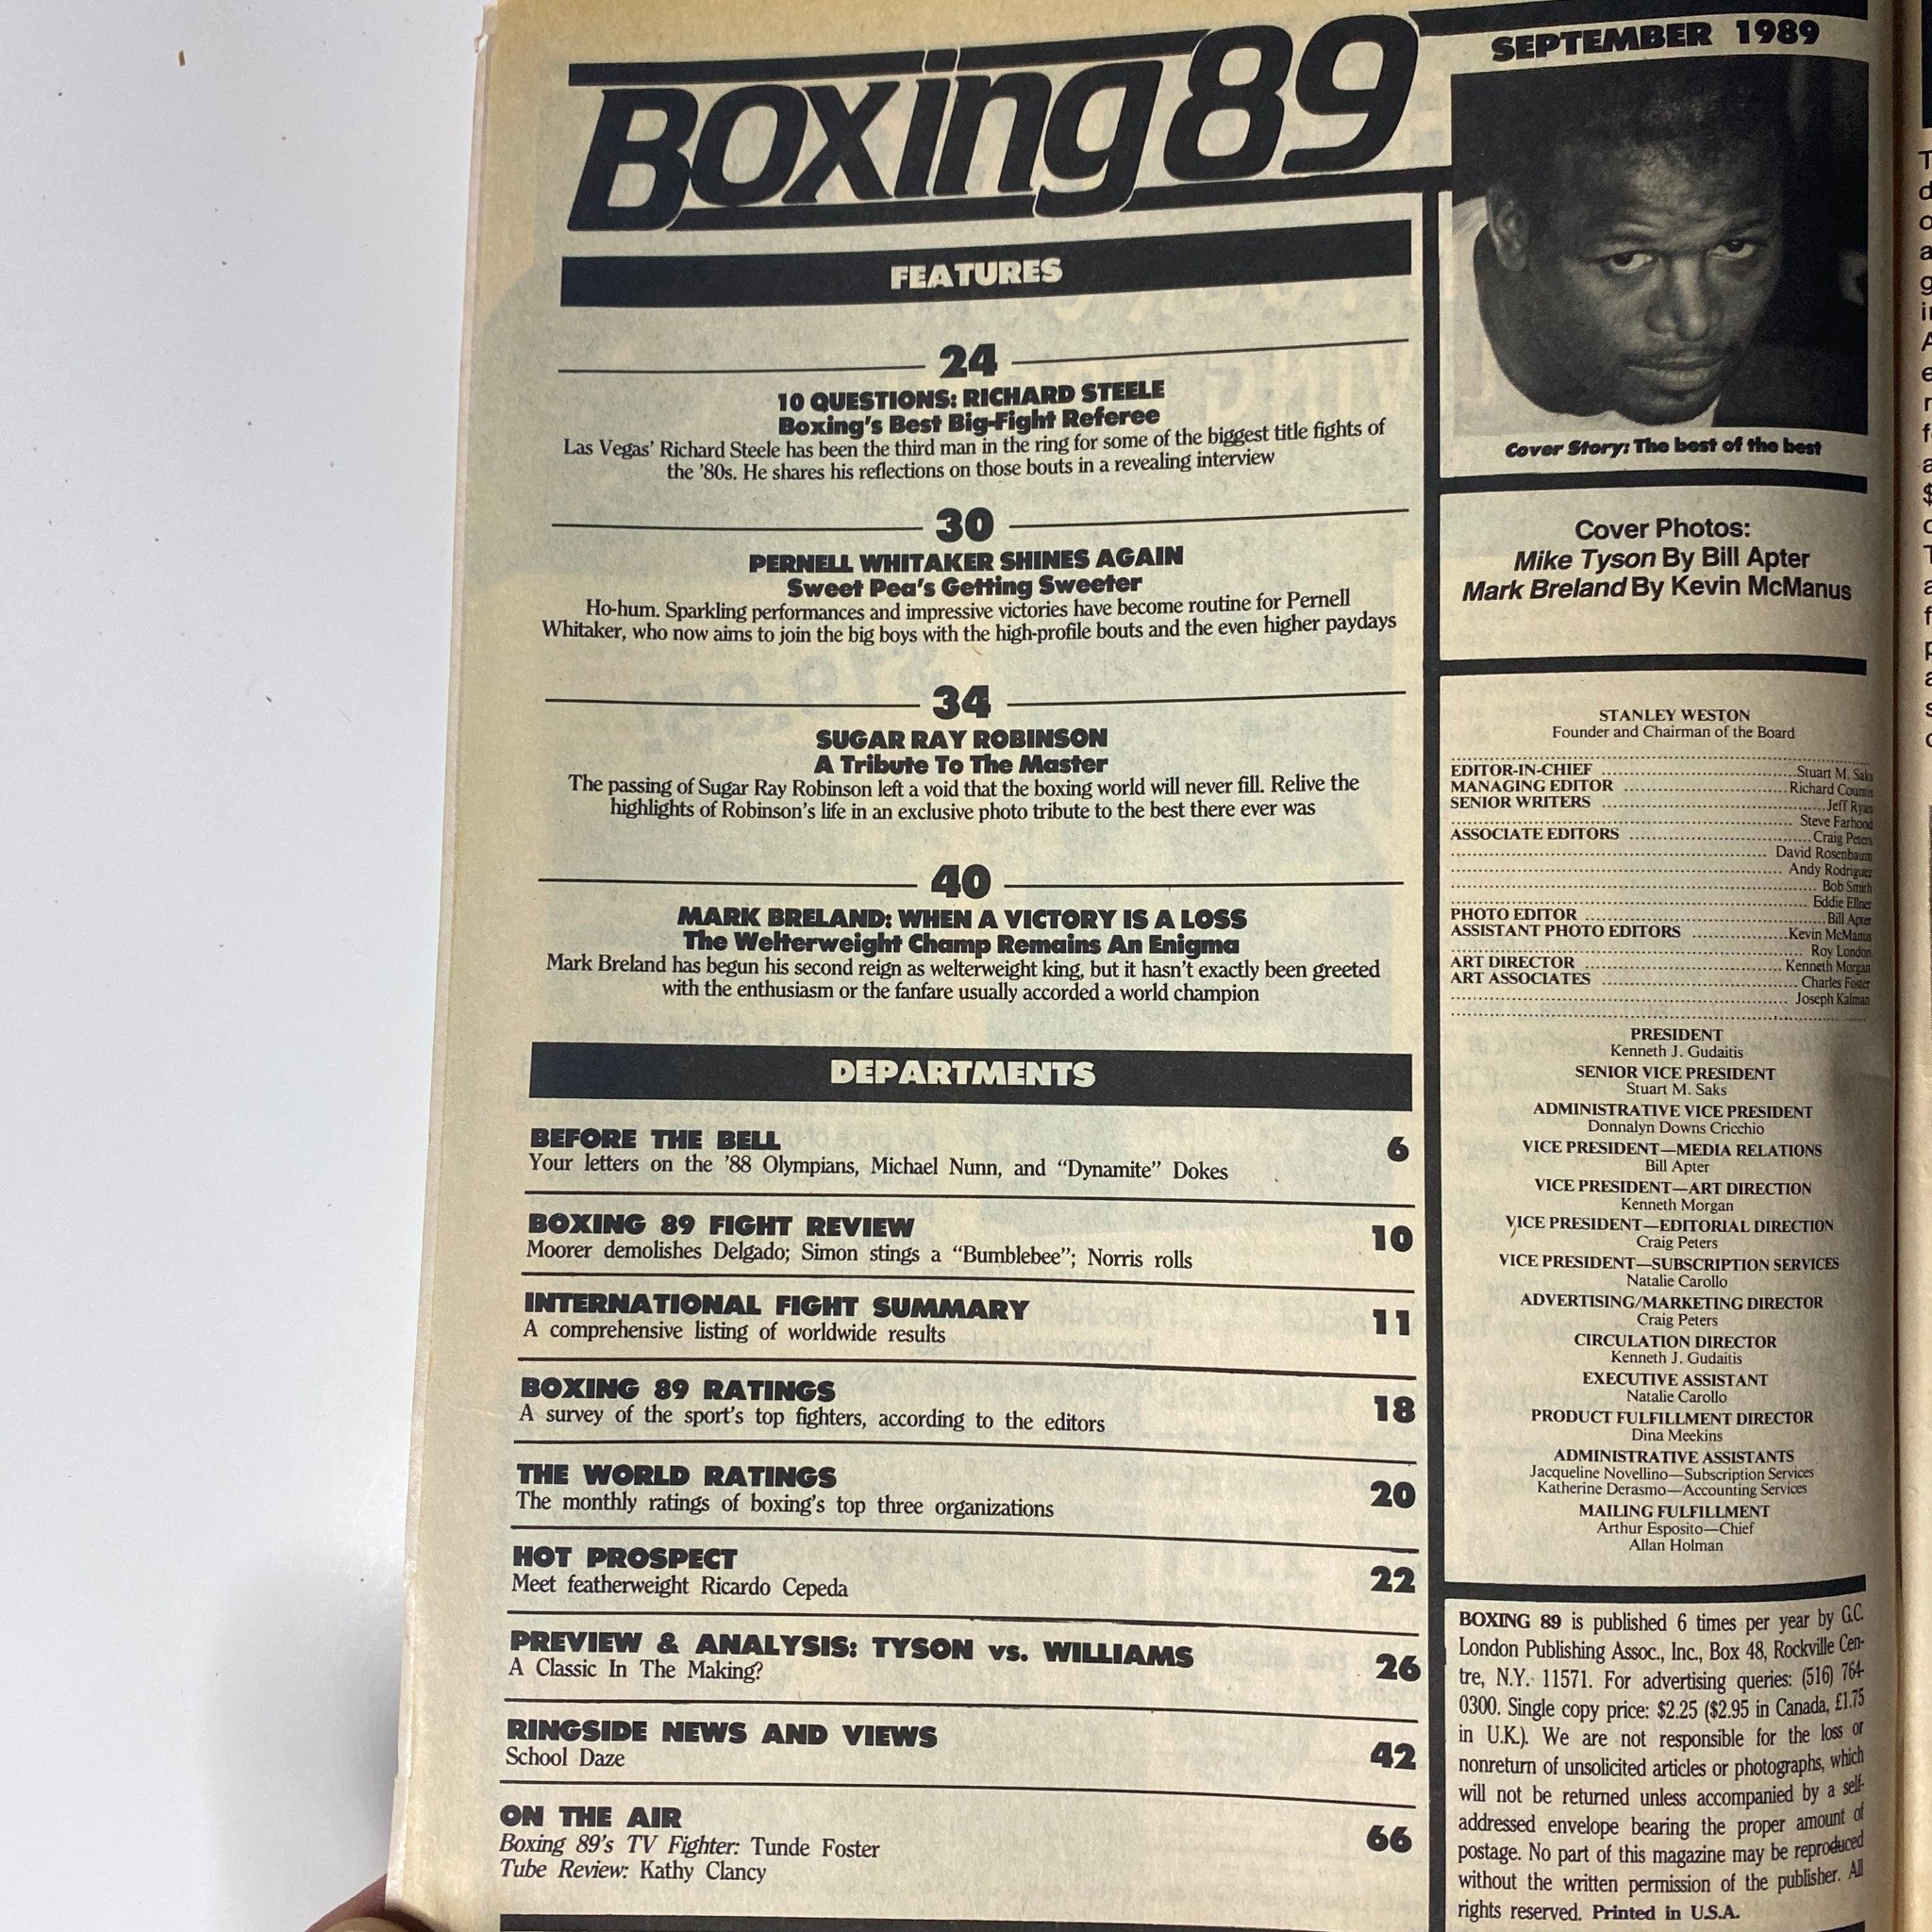 Boxing 89
FEATURES
24
10 QUESTIONS: RICHARD STEELE
Boxing's Best Big-Fight Referee
Las Vegas' Richard Steele has been the third man in the ring for some of the biggest title fights of
the '80s. He shares his reflections on those bouts in a revealing interview
30
PERNELL WHITAKER SHINES AGAIN
Sweet Pea's Getting Sweeter
Ho-hum. Sparkling performances and impressive victories have become routine for Pernell
Whitaker, who now aims to join the big boys with the high-profile bouts and the even higher paydays
34
SUGAR RAY ROBINSON
A Tribute To The Master
The passing of Sugar Ray Robinson left a void that the boxing world will never fill. Relive the
highlights of Robinson's life in an exclusive photo tribute to the best there ever was
40
MARK BRELAND: WHEN A VICTORY IS A LOSS
The Welterweight Champ Remains An Enigma
Mark Breland has begun his second reign as welterweight king, but it hasn't exactly been greeted
with the enthusiasm or the fanfare usually accorded a world champion
DEPARTMENTS
BEFORE THE BELL 6
Your letters on the '88 Olympians, Michael Nunn, and "Dynamite" Dokes
BOXING 89 FIGHT REVIEW 10
Moorer demolishes Delgado; Simon stings a "Bumblebee"; Norris rolls
INTERNATIONAL FIGHT SUMMARY 11
A comprehensive listing of worldwide results
BOXING 89 RATINGS 18
A survey of the sport's top fighters, according to the editors
THE WORLD RATINGS 20
The monthly ratings of boxing's top three organizations
HOT PROSPECT 22
Meet featherweight Ricardo Cepeda
PREVIEW & ANALYSIS: TYSON vs. WILLIAMS 26
A Classic In The Making?
RINGSIDE NEWS AND VIEWS 42
School Daze
ON THE AIR 66
Boxing 89's TV Fighter: Tunde Foster
Tube Review: Kathy Clancy
SEPTEMBER 1989
Cover Story: The best of the best
Cover Photos:
Mike Tyson By Bill Apter
Mark Breland By Kevin McManus
STANLEY WESTON
Founder and Chairman of the Board
EDITOR-IN-CHIEF Stuart M. Saks
MANAGING EDITOR Richard Countis
SENIOR WRITERS Jeff Ryan
Steve Farhood
ASSOCIATE EDITORS Craig Peters
David Rosenbaum
Andy Rodriguez
Bob Smith
Eddie Ellner
PHOTO EDITOR Bill Apter
ASSISTANT PHOTO EDITORS Kevin McManus
Roy London
ART DIRECTOR Kenneth Morgan
ART ASSOCIATES Charles Foster
Joseph Kalman
PRESIDENT
Kenneth J. Gudaitis
SENIOR VICE PRESIDENT
Stuart M. Saks
ADMINISTRATIVE VICE PRESIDENT
Donnalyn Downs Cricchio
VICE PRESIDENT—MEDIA RELATIONS
Bill Apter
VICE PRESIDENT—ART DIRECTION
Kenneth Morgan
VICE PRESIDENT—EDITORIAL DIRECTION
Craig Peters
VICE PRESIDENT—SUBSCRIPTION SERVICES
Natalie Carollo
ADVERTISING/MARKETING DIRECTOR
Craig Peters
CIRCULATION DIRECTOR
Kenneth J. Gudaitis
EXECUTIVE ASSISTANT
Natalie Carollo
PRODUCT FULFILLMENT DIRECTOR
Dina Meekins
ADMINISTRATIVE ASSISTANTS
Jacqueline Novellino—Subscription Services
Katherine Derasmo—Accounting Services
MAILING FULFILLMENT
Arthur Esposito—Chief
Allan Holman
BOXING 89 is published 6 times per year by G.C.
London Publishing Assoc., Inc., Box 48, Rockville Cen-
tre, N.Y. 11571. For advertising queries: (516) 764-
0300. Single copy price: $2.25 ($2.95 in Canada, £1.75
in U.K.). We are not responsible for the loss or
nonreturn of unsolicited articles or photographs, which
will not be returned unless accompanied by a self-
addressed envelope bearing the proper amount of
postage. No part of this magazine may be reproduced
without the written permission of the publisher. All
rights reserved. Printed in U.S.A.